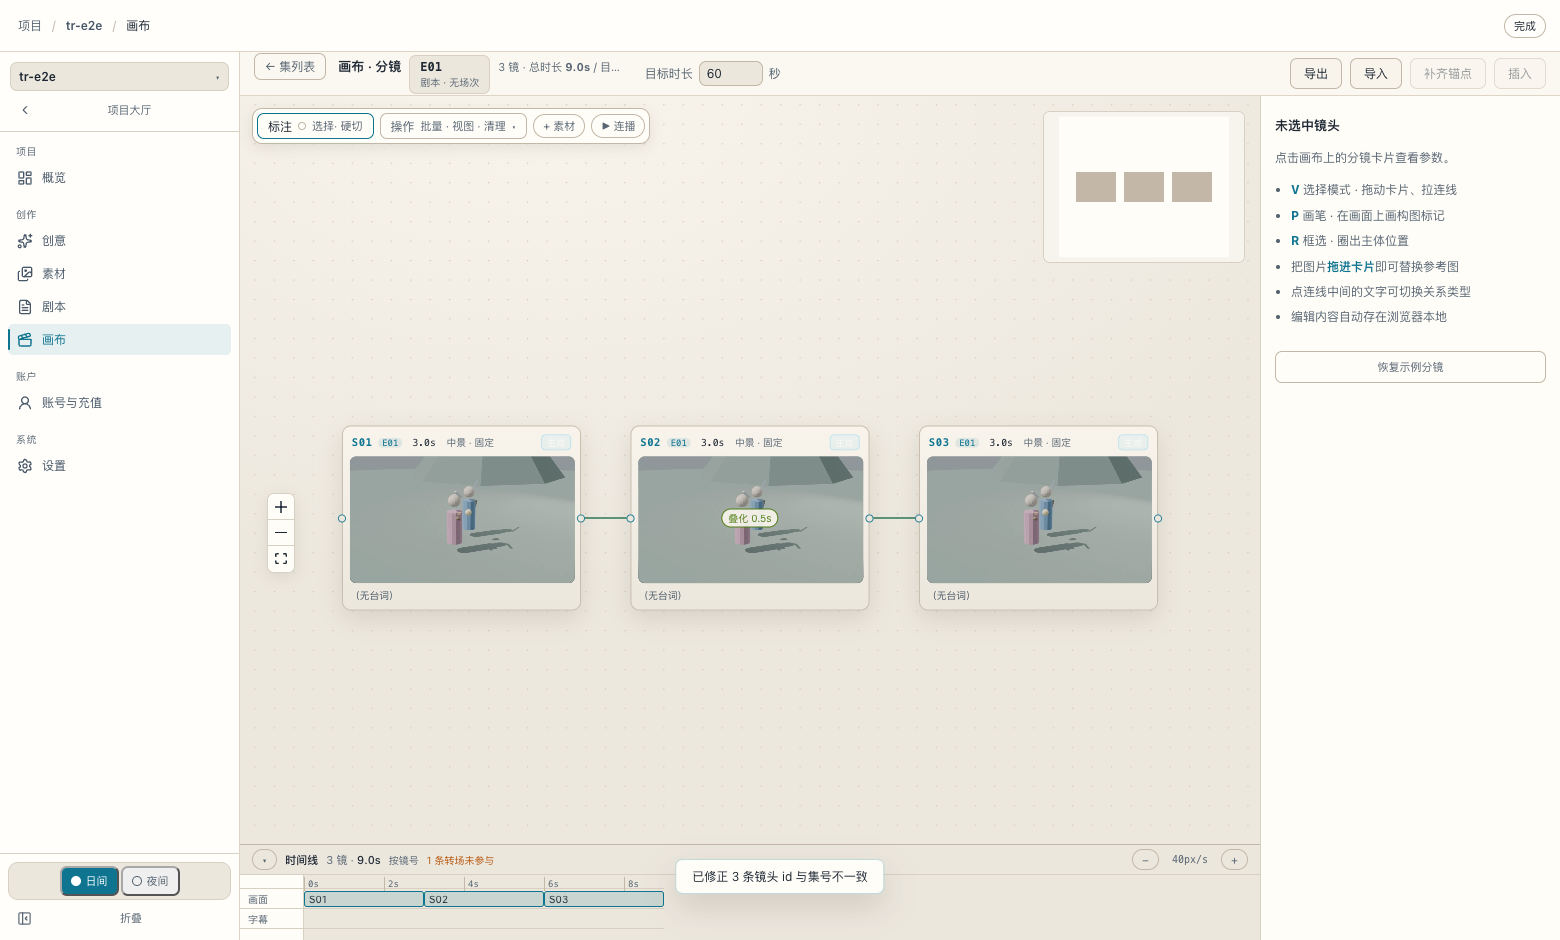 项目 / tr-e2e / 画布
完成
tr-e2e
项目大厅
项目
概览
创作
创意
素材
剧本
画布
账户
账号与充值
系统
设置
日间
夜间
折叠
← 集列表
画布 · 分镜
E01
剧本 · 无场次
3 镜 · 总时长 9.0s / 目...
目标时长
60
秒
导出
导入
补齐锚点
插入
标注 选择· 硬切
操作 批量 · 视图 · 清理
+ 素材
▶ 连播
S01 E01 3.0s 中景 · 固定
(无台词)
S02 E01 3.0s 中景 · 固定
叠化 0.5s
(无台词)
S03 E01 3.0s 中景 · 固定
(无台词)
未选中镜头
点击画布上的分镜卡片查看参数。
• V 选择模式 · 拖动卡片、拉连线
• P 画笔 · 在画面上画构图标记
• R 框选 · 圈出主体位置
• 把图片拖进卡片即可替换参考图
• 点连线中间的文字可切换关系类型
• 编辑内容自动存在浏览器本地
恢复示例分镜
时间线 3 镜 · 9.0s 按镜号 1 条转场未参与
− 40px/s +
0s 2s 4s 6s 8s
画面 S01 S02 S03
字幕
已修正 3 条镜头 id 与集号不一致